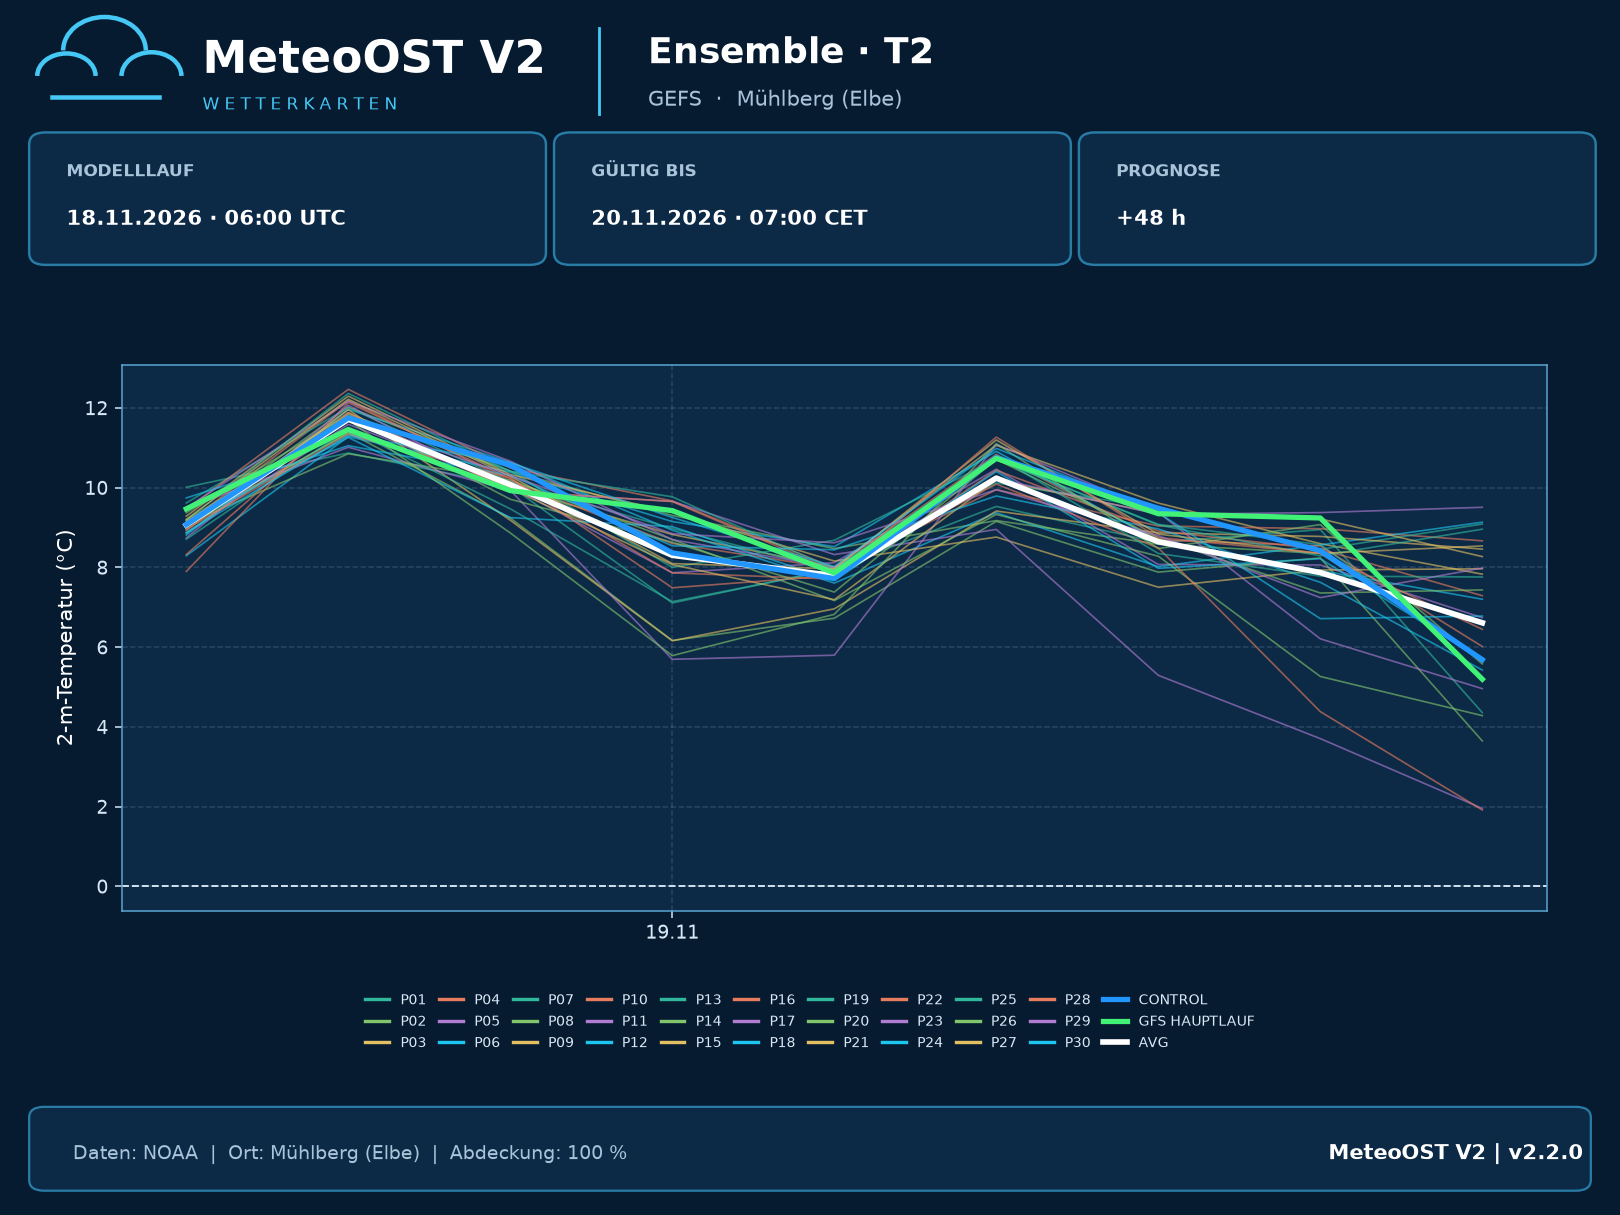 MeteoOST V2
WETTERKARTEN
Ensemble · T2
GEFS · Mühlberg (Elbe)
MODELLLAUF
18.11.2026 · 06:00 UTC
GÜLTIG BIS
20.11.2026 · 07:00 CET
PROGNOSE
+48 h
2-m-Temperatur (°C)
12
10
8
6
4
2
0
19.11
P01 P04 P07 P10 P13 P16 P19 P22 P25 P28 CONTROL
P02 P05 P08 P11 P14 P17 P20 P23 P26 P29 GFS HAUPTLAUF
P03 P06 P09 P12 P15 P18 P21 P24 P27 P30 AVG
Daten: NOAA | Ort: Mühlberg (Elbe) | Abdeckung: 100 %
MeteoOST V2 | v2.2.0